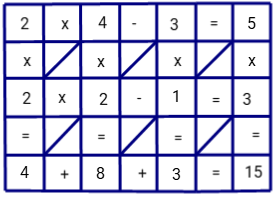 2 x 4 - 3 = 5
x x x x
2 x 2 - 1 = 3
= = = =
4 + 8 + 3 = 15